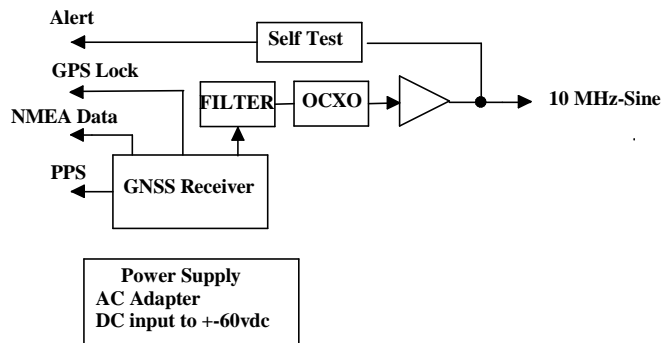 Alert
Self Test
GPS Lock
FILTER
OCXO
10 MHz-Sine
NMEA Data
PPS
GNSS Receiver
Power Supply
AC Adapter
DC input to +-60vdc